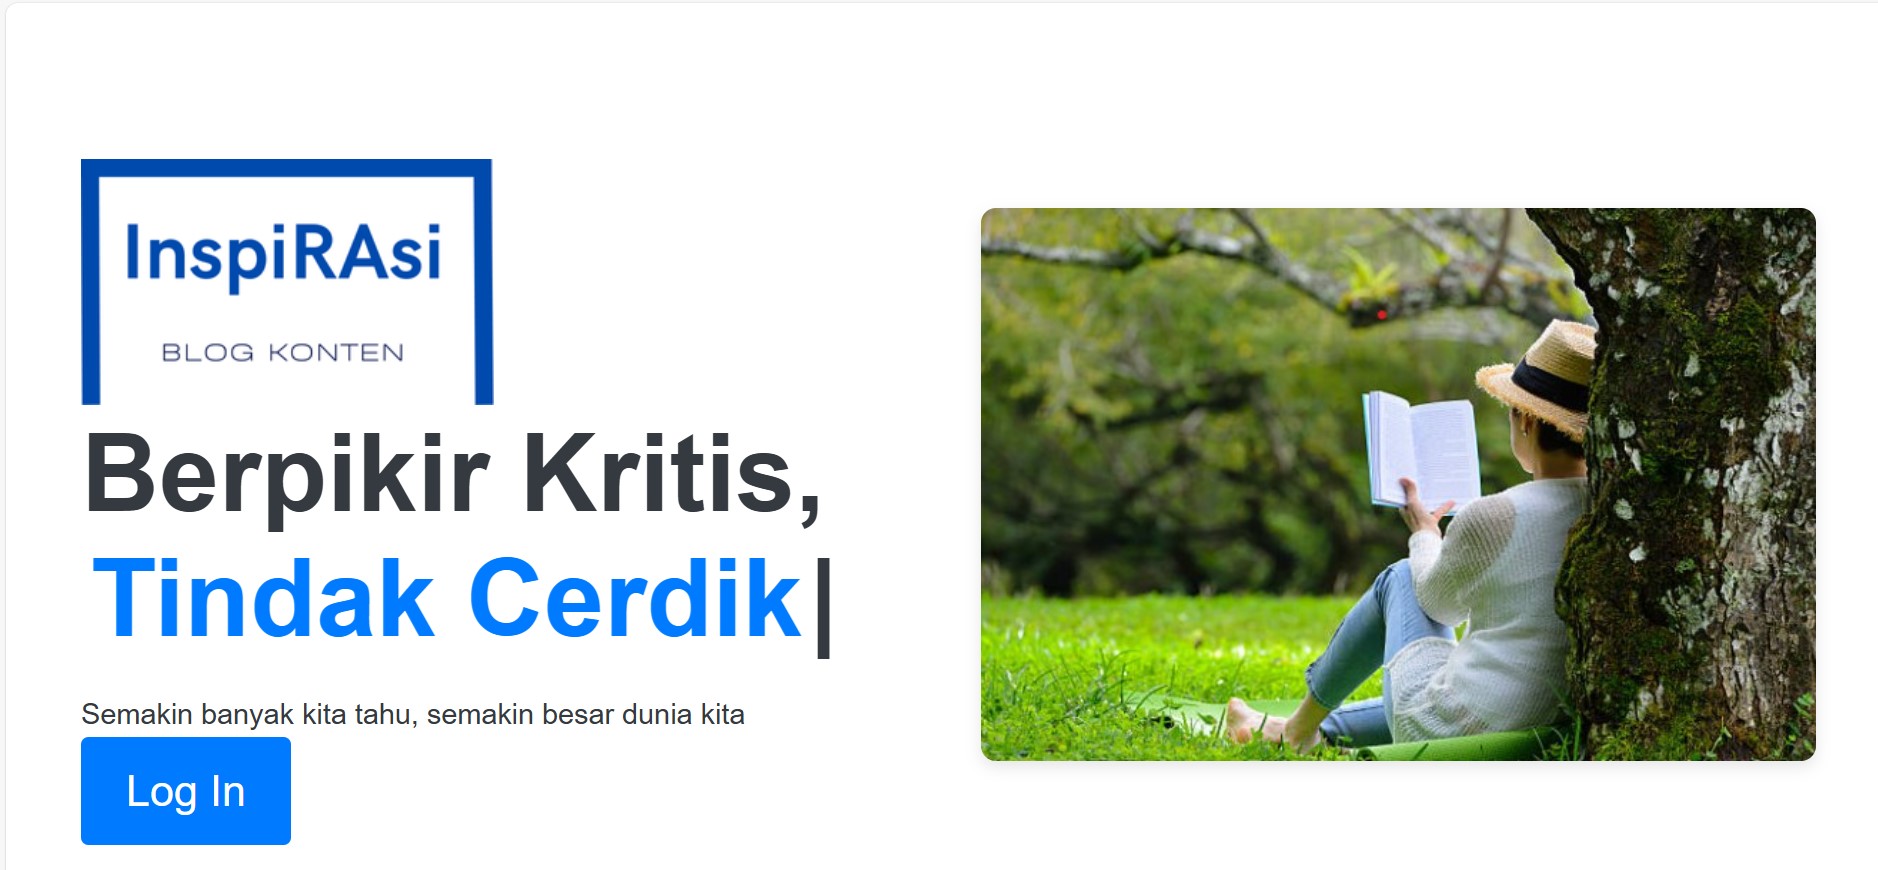 InspiRAsi
BLOG KONTEN
Berpikir Kritis,
Tindak Cerdik|
Semakin banyak kita tahu, semakin besar dunia kita
Log In